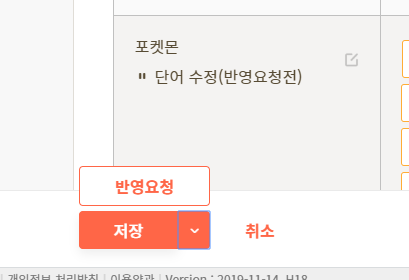 포켓몬
" 단어 수정(반영요청전)
반영요청
저장
취소
| 개인정보 처리방침 | 이용약관 | Version : 2019-11-14_H18